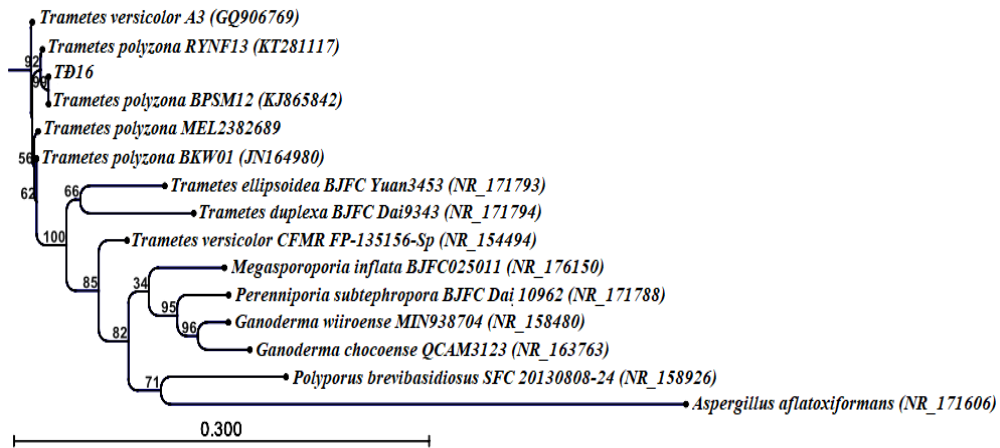 Trametes versicolor A3 (GQ906769)
Trametes polyzona RYNF13 (KT281117)
92
TĐ16
99
Trametes polyzona BPSM12 (KJ865842)
Trametes polyzona MEL2382689
56
Trametes polyzona BKW01 (JN164980)
62
66
Trametes ellipsoidea BJFC Yuan3453 (NR_171793)
Trametes duplexa BJFC Dai9343 (NR_171794)
100
Trametes versicolor CFMR FP-135156-Sp (NR_154494)
85
34
Megasporoporia inflata BJFC025011 (NR_176150)
95
Perenniporia subtephropora BJFC Dai 10962 (NR_171788)
82
96
Ganoderma wiiroense MIN938704 (NR_158480)
Ganoderma chocoense QCAM3123 (NR_163763)
71
Polyporus brevibasidiosus SFC 20130808-24 (NR_158926)
Aspergillus aflatoxiformans (NR_171606)
0.300